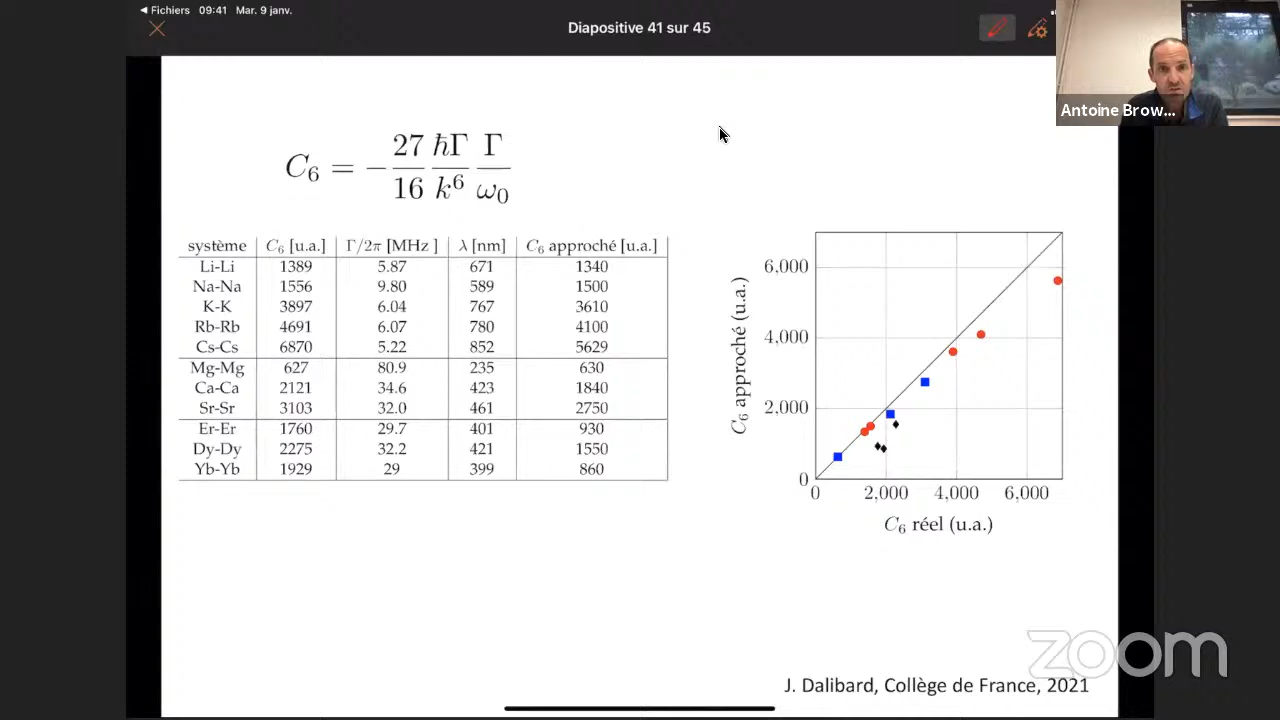 ◀ Fichiers 09:41 Mar. 9 janv.
Diapositive 41 sur 45
Antoine Brow...
C₆ = − 27/16 ħΓ/k⁶ Γ/ω₀
système C₆ [u.a.] Γ/2π [MHz ] λ [nm] C₆ approché [u.a.]
Li-Li 1389 5.87 671 1340
Na-Na 1556 9.80 589 1500
K-K 3897 6.04 767 3610
Rb-Rb 4691 6.07 780 4100
Cs-Cs 6870 5.22 852 5629
Mg-Mg 627 80.9 235 630
Ca-Ca 2121 34.6 423 1840
Sr-Sr 3103 32.0 461 2750
Er-Er 1760 29.7 401 930
Dy-Dy 2275 32.2 421 1550
Yb-Yb 1929 29 399 860
C₆ approché (u.a.)
6,000
4,000
2,000
0
0 2,000 4,000 6,000
C₆ réel (u.a.)
zoom
J. Dalibard, Collège de France, 2021